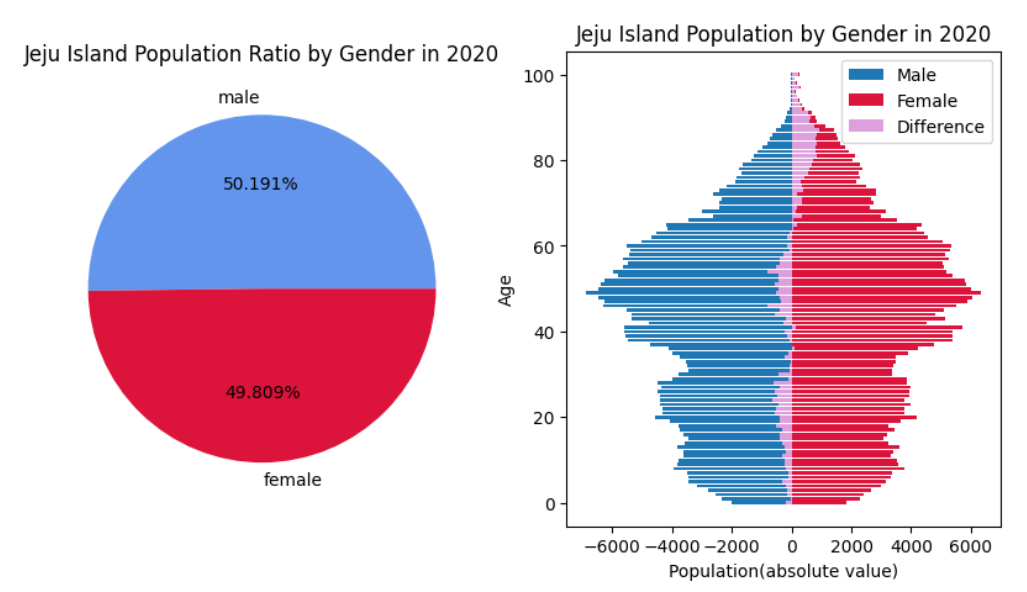 Jeju Island Population Ratio by Gender in 2020
male
50.191%
49.809%
female
Jeju Island Population by Gender in 2020
Male
Female
Difference
100
80
60
40
20
0
Age
−6000 −4000 −2000 0 2000 4000 6000
Population(absolute value)